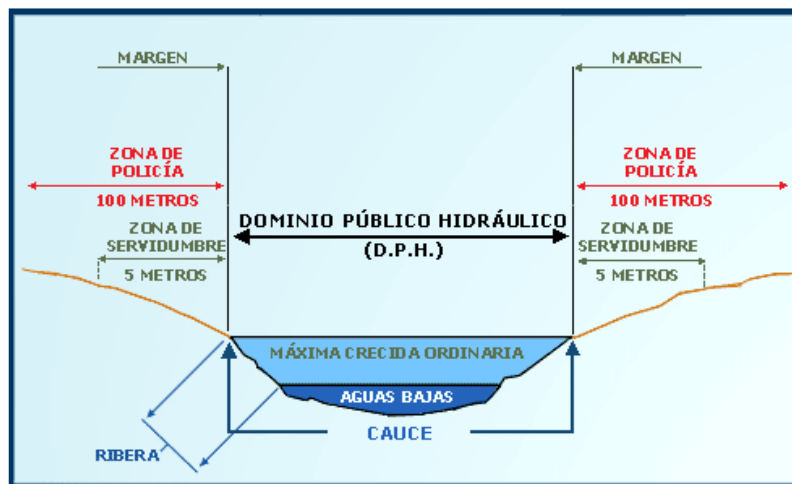 MARGEN
MARGEN
ZONA DE
POLICÍA
100 METROS
ZONA DE
POLICÍA
100 METROS
DOMINIO PÚBLICO HIDRÁULICO
(D.P.H.)
ZONA DE
SERVIDUMBRE
5 METROS
ZONA DE
SERVIDUMBRE
5 METROS
MÁXIMA CRECIDA ORDINARIA
AGUAS BAJAS
CAUCE
RIBERA